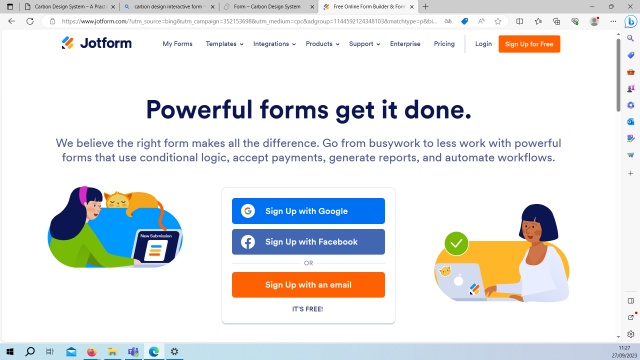 Carbon Design System – A Practi
carbon design interactive form
Form – Carbon Design System
Free Online Form Builder & Form
https://www.jotform.com/?utm_source=bing&utm_campaign=352153698&utm_medium=cpc&adgroup=1144592124348103&matchtype=p&bi...
Jotform
My Forms
Templates
Integrations
Products
Support
Enterprise
Pricing
Login
Sign Up for Free
Powerful forms get it done.
We believe the right form makes all the difference. Go from busywork to less work with powerful
forms that use conditional logic, accept payments, generate reports, and automate workflows.
New Submission
Sign Up with Google
Sign Up with Facebook
OR
Sign Up with an email
IT'S FREE!
11:27
27/09/2023